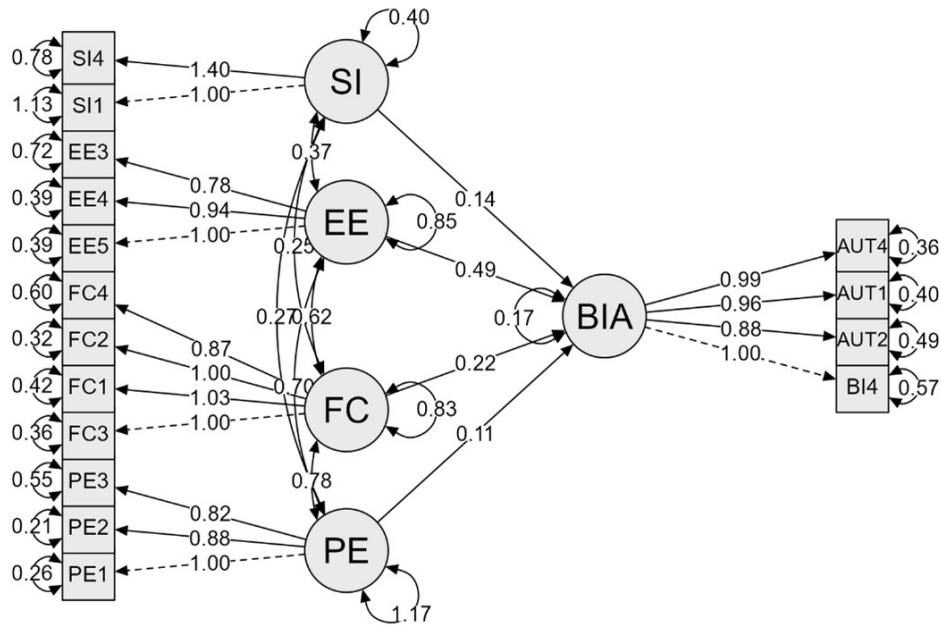 0.40
0.78 SI4 1.40 SI
1.13 SI1 1.00
0.72 EE3 0.37
0.78 0.14
0.39 EE4 0.94 EE 0.85
0.39 EE5 1.00 0.25 AUT4 0.36
0.49 0.99
0.60 FC4 0.96 AUT1 0.40
0.27 0.62 0.17 BIA
0.32 FC2 0.87 0.88 AUT2 0.49
1.00 0.22 1.00
0.42 FC1 1.03 0.70 BI4 0.57
0.36 FC3 1.00 FC 0.83
0.11
0.55 PE3 0.78
0.82
0.21 PE2 0.88
0.26 PE1 1.00 PE
1.17